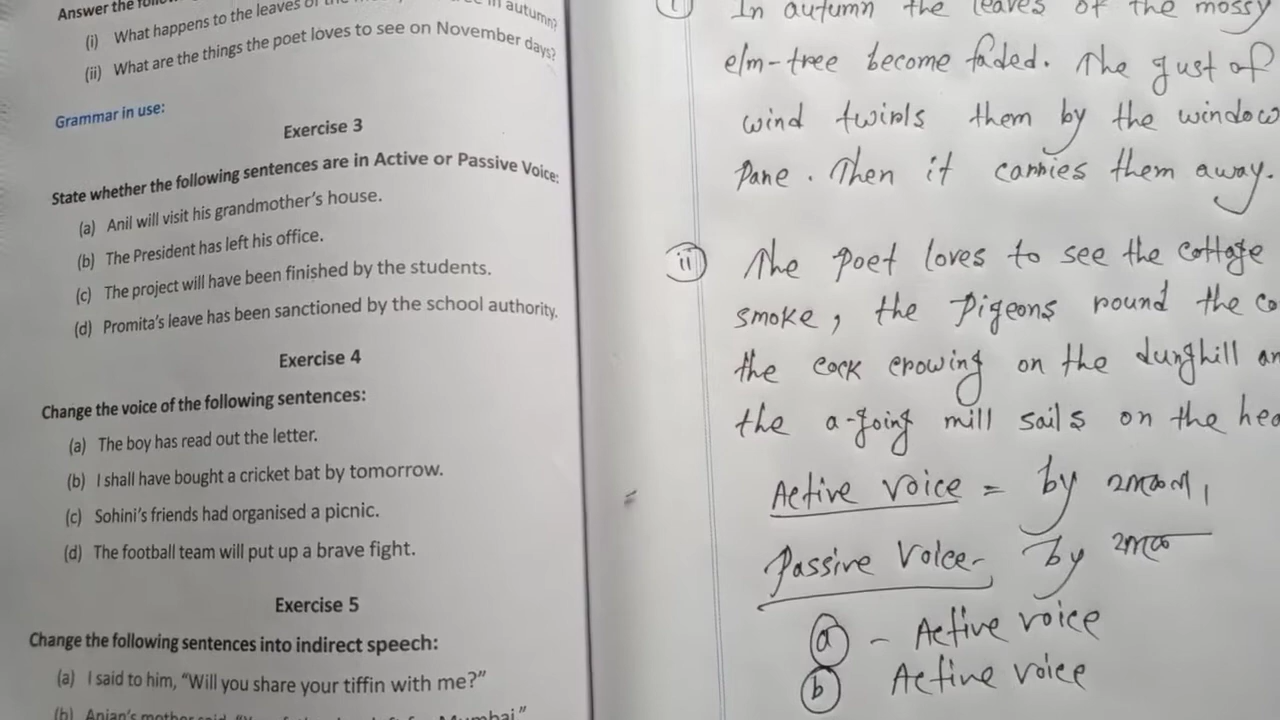 Answer the
(i) What happens to the leaves of the in autumn?
(ii) What are the things the poet loves to see on November days?
Grammar in use:
Exercise 3
State whether the following sentences are in Active or Passive Voice:
(a) Anil will visit his grandmother's house.
(b) The President has left his office.
(c) The project will have been finished by the students.
(d) Promita's leave has been sanctioned by the school authority.
Exercise 4
Change the voice of the following sentences:
(a) The boy has read out the letter.
(b) I shall have bought a cricket bat by tomorrow.
(c) Sohini's friends had organised a picnic.
(d) The football team will put up a brave fight.
Exercise 5
Change the following sentences into indirect speech:
(a) I said to him, "Will you share your tiffin with me?"
(b) Anjan's mother
i In autumn the leaves of the mossy
elm-tree become faded. The gust of
wind twirls them by the window
pane. Then it carries them away.
ii The poet loves to see the cottage
smoke, the pigeons round the
the cock crowing on the dunghill
the a-going mill sails on the
Active voice = by
Passive Voice- by
a - Active voice
b Active voice